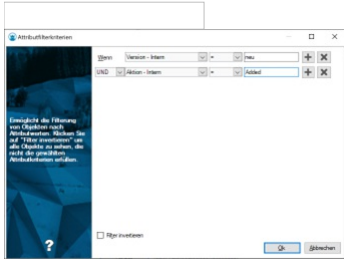 Attributfilterkriterien
Wenn Version - Intern = neu
UND Aktion - Intern = Added
Ermöglicht die Filterung
von Objekten nach
Attributwerten. Klicken Sie
auf "Filter invertieren" um
alle Objekte zu sehen, die
nicht die gewählten
Attributkriterien erfüllen.
?
Filter invertieren
Ok Abbrechen